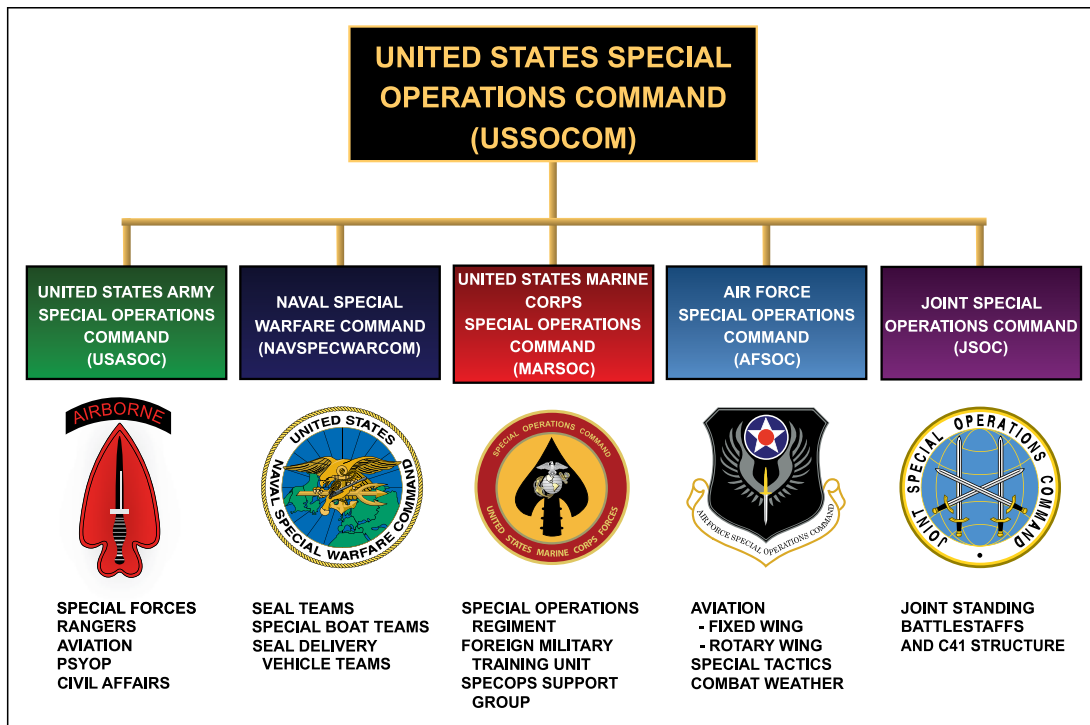 UNITED STATES SPECIAL
OPERATIONS COMMAND
(USSOCOM)
UNITED STATES ARMY
SPECIAL OPERATIONS
COMMAND
(USASOC)
NAVAL SPECIAL
WARFARE COMMAND
(NAVSPECWARCOM)
UNITED STATES MARINE
CORPS
SPECIAL OPERATIONS
COMMAND
(MARSOC)
AIR FORCE
SPECIAL OPERATIONS
COMMAND
(AFSOC)
JOINT SPECIAL
OPERATIONS COMMAND
(JSOC)
AIRBORNE
UNITED STATES
NAVAL SPECIAL WARFARE COMMAND
SPECIAL OPERATIONS COMMAND
UNITED STATES MARINE CORPS FORCES
AIR FORCE SPECIAL OPERATIONS COMMAND
JOINT SPECIAL OPERATIONS COMMAND
SPECIAL FORCES
RANGERS
AVIATION
PSYOP
CIVIL AFFAIRS
SEAL TEAMS
SPECIAL BOAT TEAMS
SEAL DELIVERY
VEHICLE TEAMS
SPECIAL OPERATIONS
REGIMENT
FOREIGN MILITARY
TRAINING UNIT
SPECOPS SUPPORT
GROUP
AVIATION
- FIXED WING
- ROTARY WING
SPECIAL TACTICS
COMBAT WEATHER
JOINT STANDING
BATTLESTAFFS
AND C41 STRUCTURE